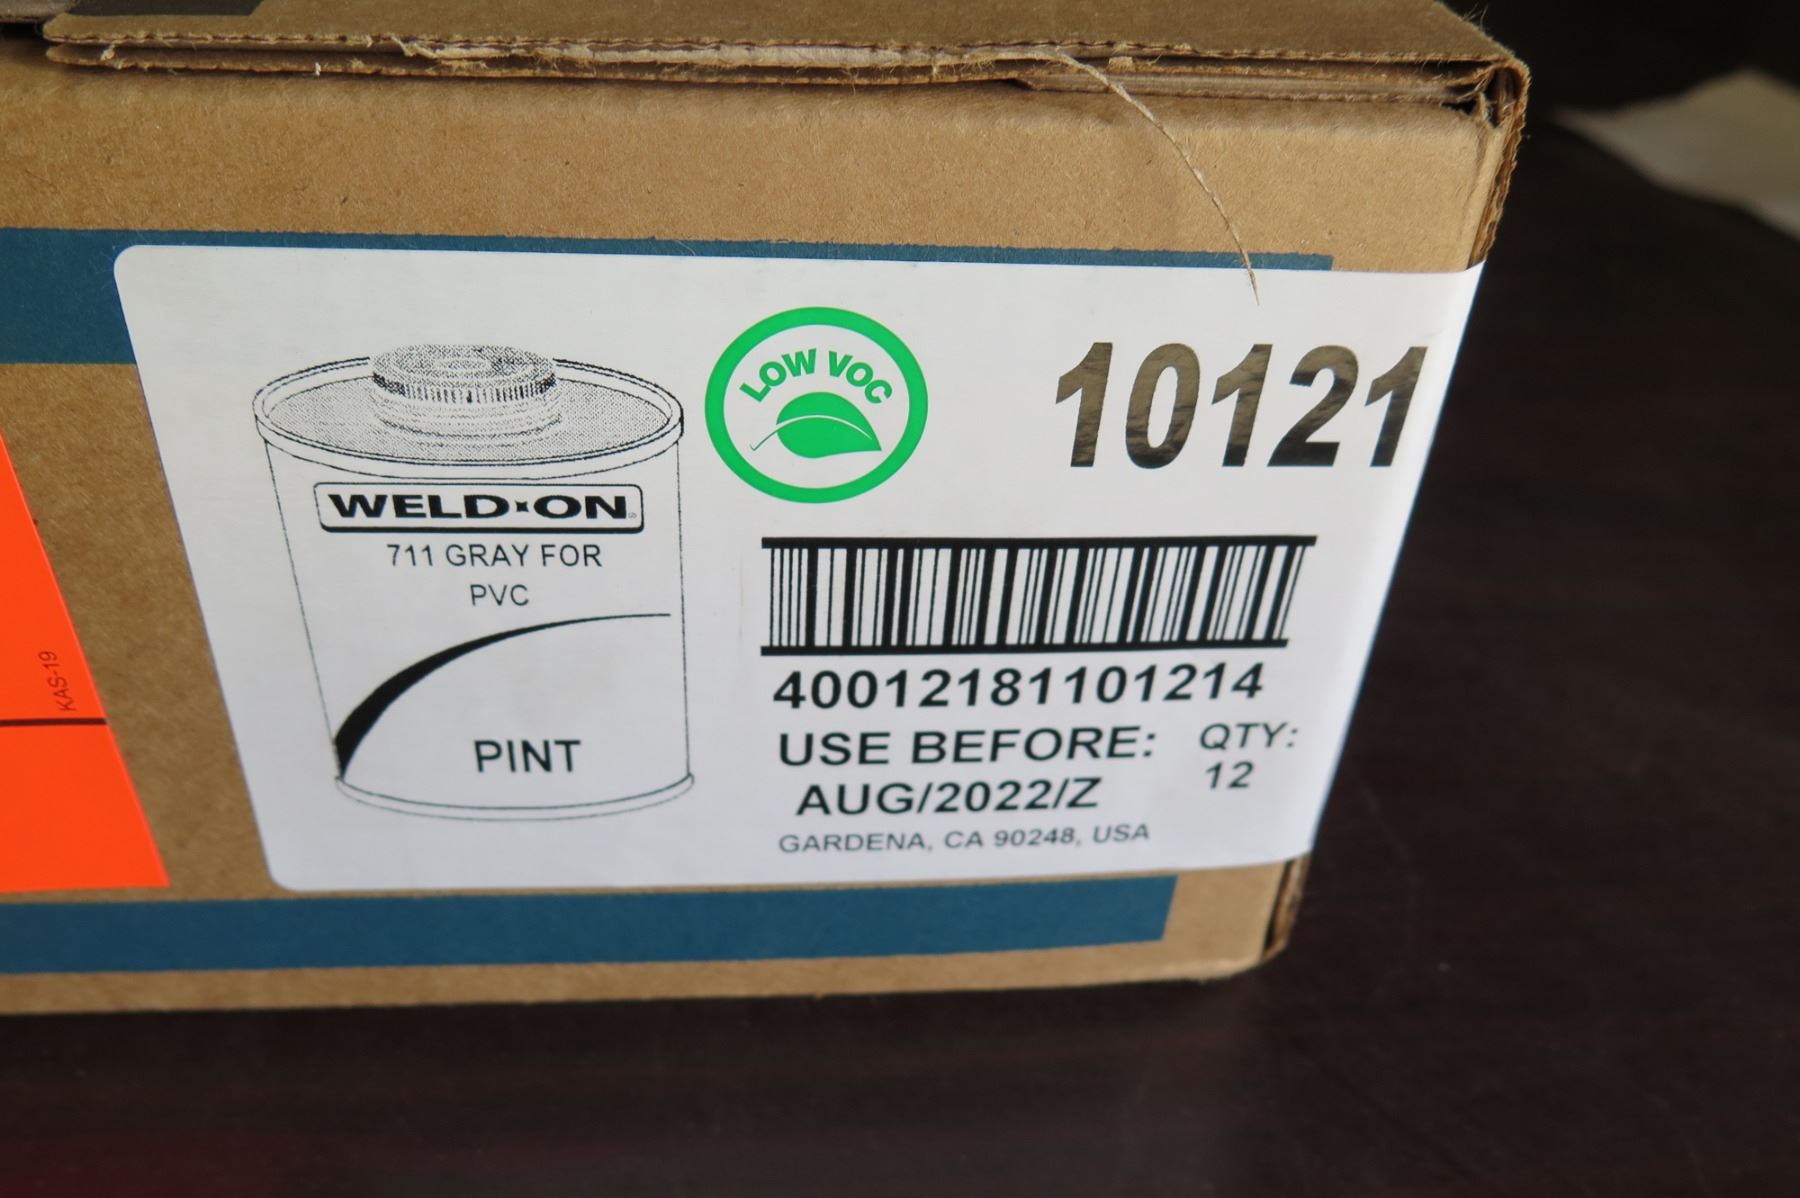 LOW VOC
10121
WELD-ON®
711 GRAY FOR
PVC
PINT
40012181101214
USE BEFORE:
AUG/2022/Z
QTY:
12
GARDENA, CA 90248, USA
KAS-19